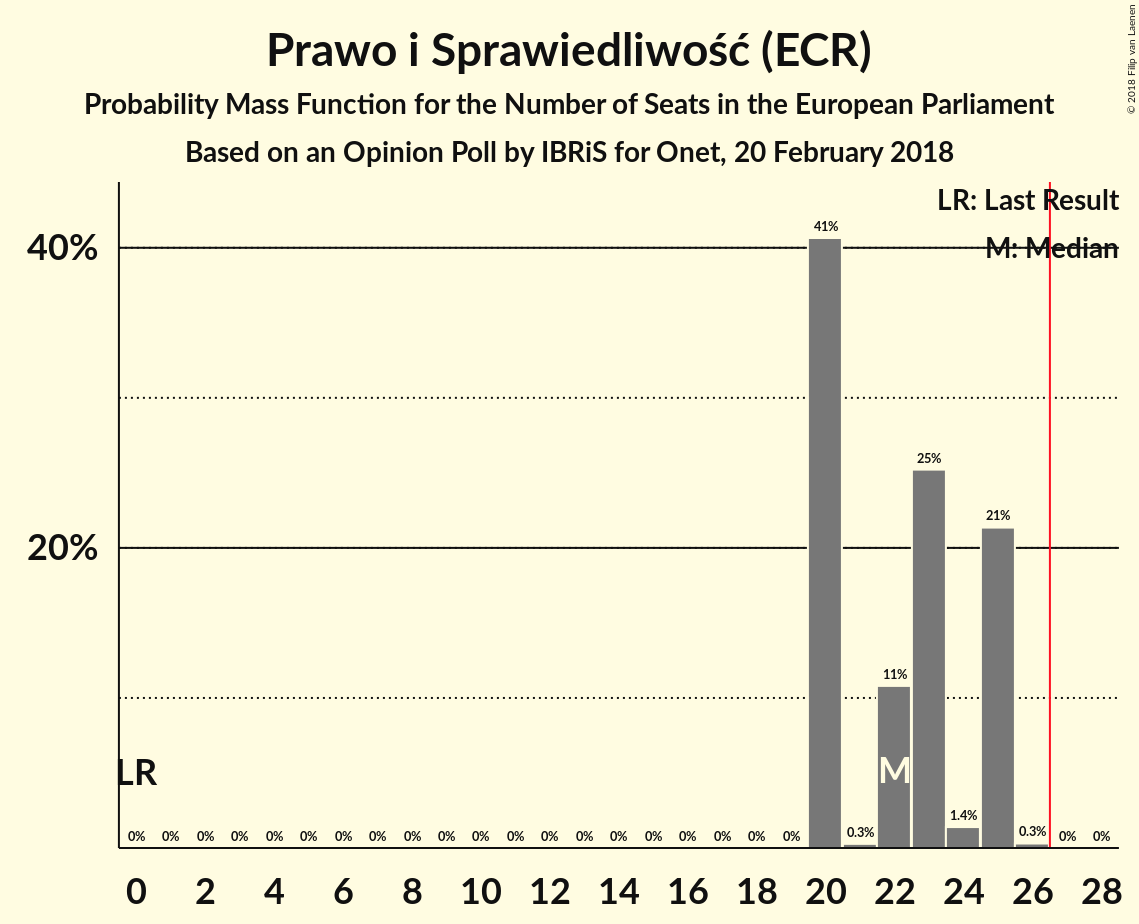 Prawo i Sprawiedliwość (ECR)
Probability Mass Function for the Number of Seats in the European Parliament
Based on an Opinion Poll by IBRiS for Onet, 20 February 2018
© 2018 Filip van Laenen
LR: Last Result
M: Median
40%
20%
41%
25%
21%
11%
LR
M
0% 0% 0% 0% 0% 0% 0% 0% 0% 0% 0% 0% 0% 0% 0% 0% 0% 0% 0% 0% 0.3% 1.4% 0.3% 0% 0%
0 2 4 6 8 10 12 14 16 18 20 22 24 26 28